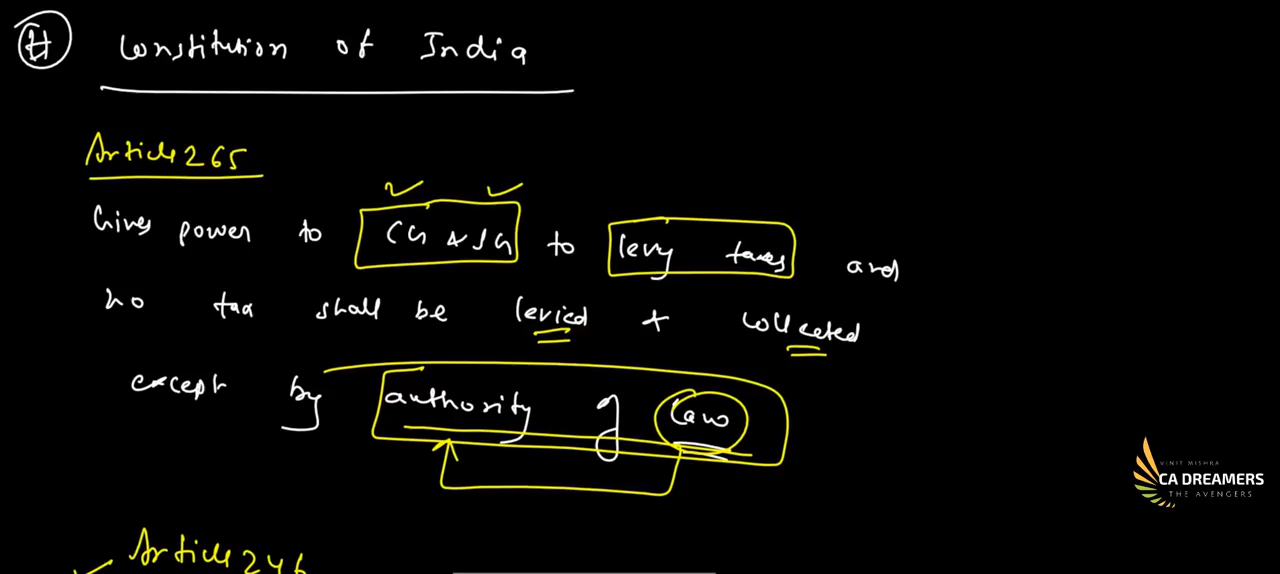 (H) Constitution of India
Article 265
Gives power to CG & SG to levy taxes and
no tax shall be levied + collected
except by authority of law
VINIT MISHRA
CA DREAMERS
THE AVENGERS
Article 246